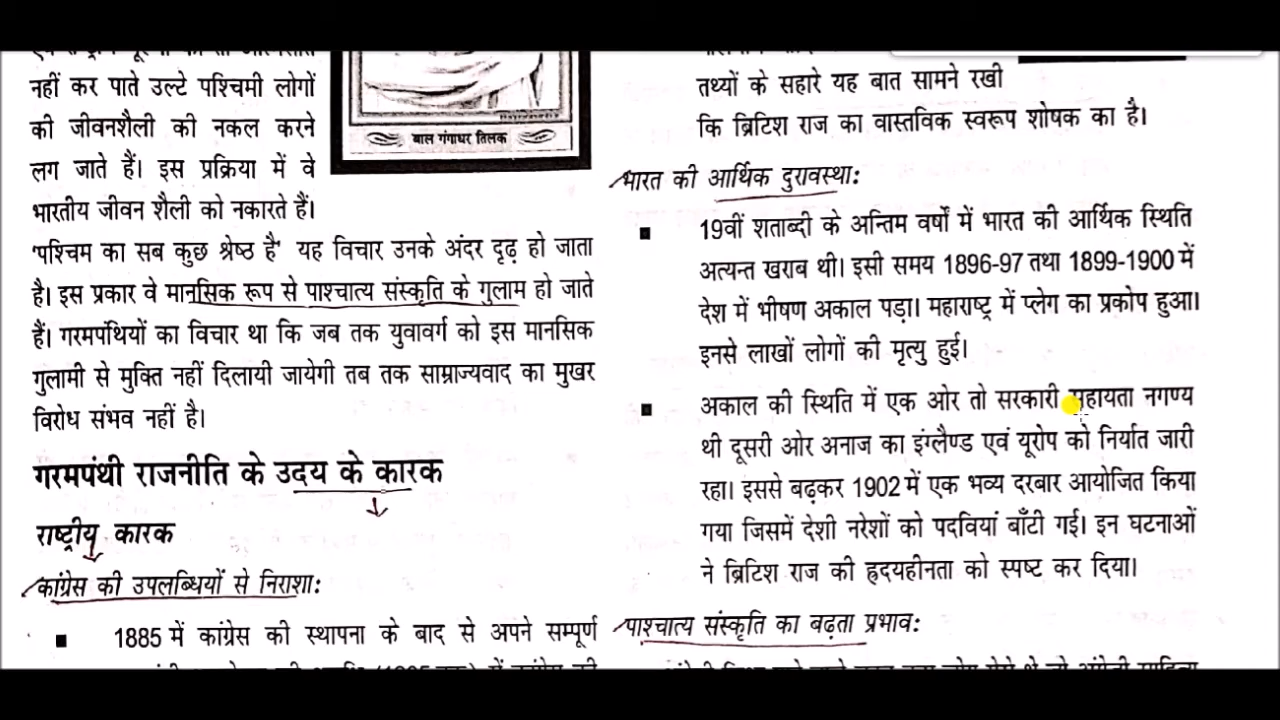 नहीं कर पाते उल्टे पश्चिमी लोगों
की जीवनशैली की नकल करने
लग जाते हैं। इस प्रक्रिया में वे
भारतीय जीवन शैली को नकारते हैं।
'पश्चिम का सब कुछ श्रेष्ठ है' यह विचार उनके अंदर दृढ़ हो जाता
है। इस प्रकार वे मानसिक रूप से पाश्चात्य संस्कृति के गुलाम हो जाते
हैं। गरमपंथियों का विचार था कि जब तक युवावर्ग को इस मानसिक
गुलामी से मुक्ति नहीं दिलायी जायेगी तब तक साम्राज्यवाद का मुखर
विरोध संभव नहीं है।
बाल गंगाधर तिलक
गरमपंथी राजनीति के उदय के कारक
राष्ट्रीय कारक
कांग्रेस की उपलब्धियों से निराशा:
■ 1885 में कांग्रेस की स्थापना के बाद से अपने सम्पूर्ण
तथ्यों के सहारे यह बात सामने रखी
कि ब्रिटिश राज का वास्तविक स्वरूप शोषक का है।
भारत की आर्थिक दुरावस्था:
■ 19वीं शताब्दी के अन्तिम वर्षों में भारत की आर्थिक स्थिति
अत्यन्त खराब थी। इसी समय 1896-97 तथा 1899-1900 में
देश में भीषण अकाल पड़ा। महाराष्ट्र में प्लेग का प्रकोप हुआ।
इनसे लाखों लोगों की मृत्यु हुई।
■ अकाल की स्थिति में एक ओर तो सरकारी सहायता नगण्य
थी दूसरी ओर अनाज का इंग्लैण्ड एवं यूरोप को निर्यात जारी
रहा। इससे बढ़कर 1902 में एक भव्य दरबार आयोजित किया
गया जिसमें देशी नरेशों को पदवियां बाँटी गई। इन घटनाओं
ने ब्रिटिश राज की ह्रदयहीनता को स्पष्ट कर दिया।
पाश्चात्य संस्कृति का बढ़ता प्रभाव: